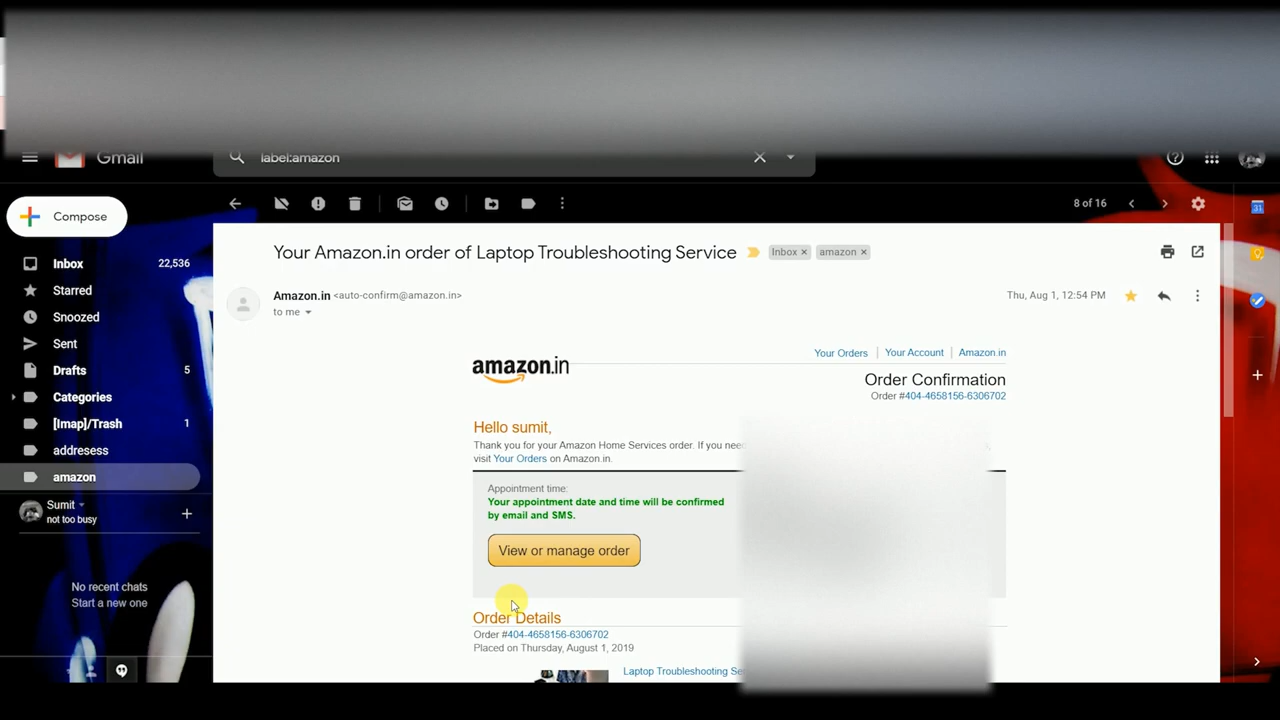 Gmail
label:amazon
Compose
8 of 16
Inbox 22,536
Starred
Snoozed
Sent
Drafts 5
Categories
[Imap]/Trash 1
addresess
amazon
Sumit
not too busy
No recent chats
Start a new one
Your Amazon.in order of Laptop Troubleshooting Service Inbox × amazon ×
Amazon.in <auto-confirm@amazon.in> Thu, Aug 1, 12:54 PM
to me
Your Orders | Your Account | Amazon.in
amazon.in
Order Confirmation
Order #404-4658156-6306702
Hello sumit,
Thank you for your Amazon Home Services order. If you
visit Your Orders on Amazon.in.
Appointment time:
Your appointment date and time will be confirmed
by email and SMS.
View or manage order
Order Details
Order #404-4658156-6306702
Placed on Thursday, August 1, 2019
Laptop Troubleshooting
31